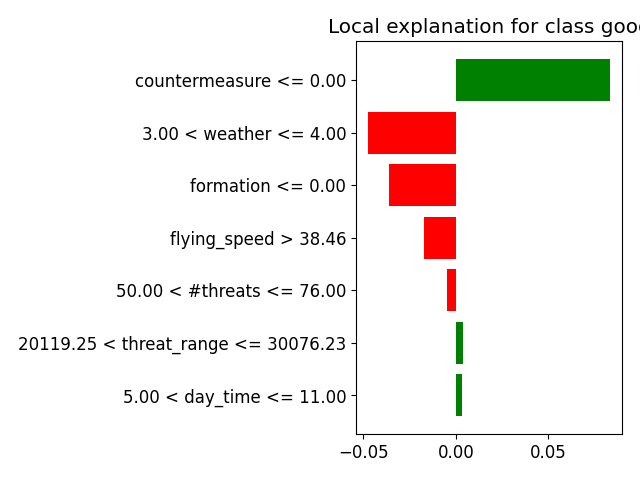 Local explanation for class good
countermeasure <= 0.00
3.00 < weather <= 4.00
formation <= 0.00
flying_speed > 38.46
50.00 < #threats <= 76.00
20119.25 < threat_range <= 30076.23
5.00 < day_time <= 11.00
−0.05 0.00 0.05